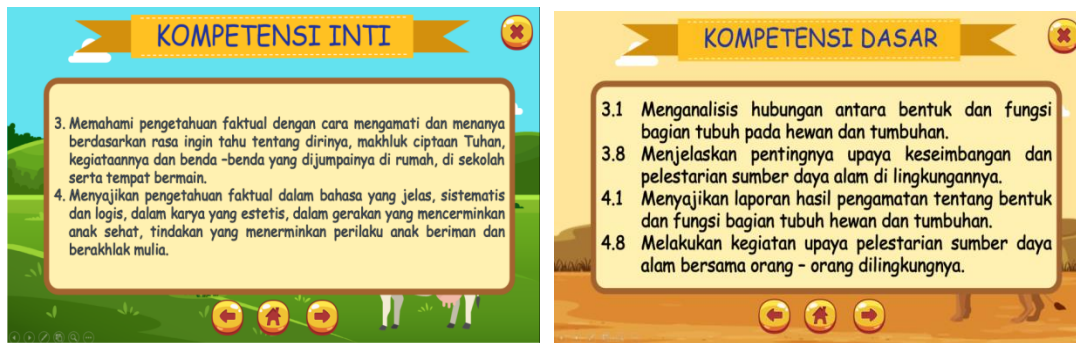 KOMPETENSI INTI
3. Memahami pengetahuan faktual dengan cara mengamati dan menanya
berdasarkan rasa ingin tahu tentang dirinya, makhluk ciptaan Tuhan,
kegiataannya dan benda -benda yang dijumpainya di rumah, di sekolah
serta tempat bermain.
4. Menyajikan pengetahuan faktual dalam bahasa yang jelas, sistematis
dan logis, dalam karya yang estetis, dalam gerakan yang mencerminkan
anak sehat, tindakan yang menerminkan perilaku anak beriman dan
berakhlak mulia.
KOMPETENSI DASAR
3.1 Menganalisis hubungan antara bentuk dan fungsi
bagian tubuh pada hewan dan tumbuhan.
3.8 Menjelaskan pentingnya upaya keseimbangan dan
pelestarian sumber daya alam di lingkungannya.
4.1 Menyajikan laporan hasil pengamatan tentang bentuk
dan fungsi bagian tubuh hewan dan tumbuhan.
4.8 Melakukan kegiatan upaya pelestarian sumber daya
alam bersama orang – orang dilingkungnya.